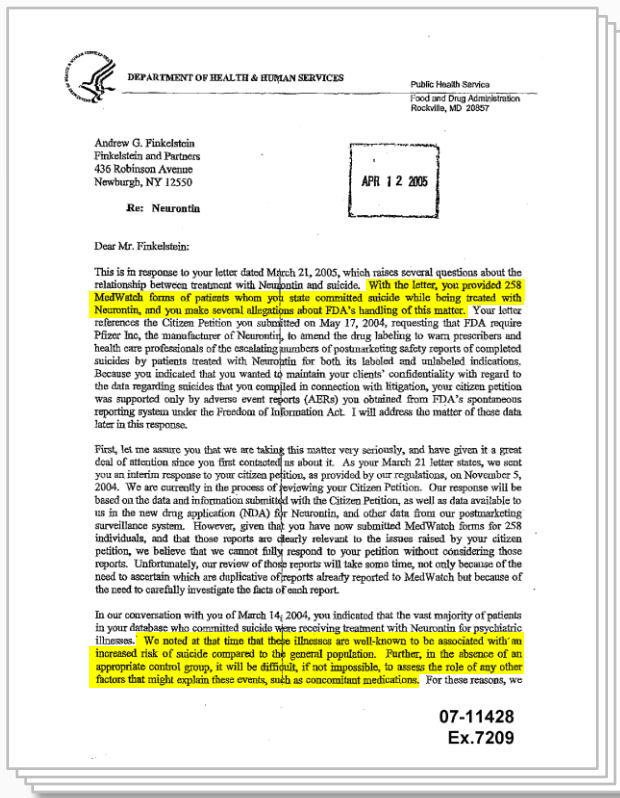 DEPARTMENT OF HEALTH & HUMAN SERVICES
Public Health Service
Food and Drug Administration
Rockville, MD 20857
Andrew G. Finkelstein
Finkelstein and Partners
436 Robinson Avenue
Newburgh, NY 12550
APR 12 2005
Re: Neurontin
Dear Mr. Finkelstein:
This is in response to your letter dated March 21, 2005, which raises several questions about the
relationship between treatment with Neurontin and suicide. With the letter, you provided 258
MedWatch forms of patients whom you state committed suicide while being treated with
Neurontin, and you make several allegations about FDA's handling of this matter. Your letter
references the Citizen Petition you submitted on May 17, 2004, requesting that FDA require
Pfizer Inc, the manufacturer of Neurontin, to amend the drug labeling to warn prescribers and
health care professionals of the escalating numbers of postmarketing safety reports of completed
suicides by patients treated with Neurontin for both its labeled and unlabeled indications.
Because you indicated that you wanted to maintain your clients' confidentiality with regard to
the data regarding suicides that you compiled in connection with litigation, your citizen petition
was supported only by adverse event reports (AERs) you obtained from FDA's spontaneous
reporting system under the Freedom of Information Act. I will address the matter of those data
later in this response.
First, let me assure you that we are taking this matter very seriously, and have given it a great
deal of attention since you first contacted us about it. As your March 21 letter states, we sent
you an interim response to your citizen petition, as provided by our regulations, on November 5,
2004. We are currently in the process of reviewing your Citizen Petition. Our response will be
based on the data and information submitted with the Citizen Petition, as well as data available to
us in the new drug application (NDA) for Neurontin, and other data from our postmarketing
surveillance system. However, given that you have now submitted MedWatch forms for 258
individuals, and that those reports are clearly relevant to the issues raised by your citizen
petition, we believe that we cannot fully respond to your petition without considering those
reports. Unfortunately, our review of those reports will take some time, not only because of the
need to ascertain which are duplicative of reports already reported to MedWatch but because of
the need to carefully investigate the facts of each report.
In our conversation with you of March 14, 2004, you indicated that the vast majority of patients
in your database who committed suicide were receiving treatment with Neurontin for psychiatric
illnesses. We noted at that time that these illnesses are well-known to be associated with an
increased risk of suicide compared to the general population. Further, in the absence of an
appropriate control group, it will be difficult, if not impossible, to assess the role of any other
factors that might explain these events, such as concomitant medications. For these reasons, we
07-11428
Ex.7209